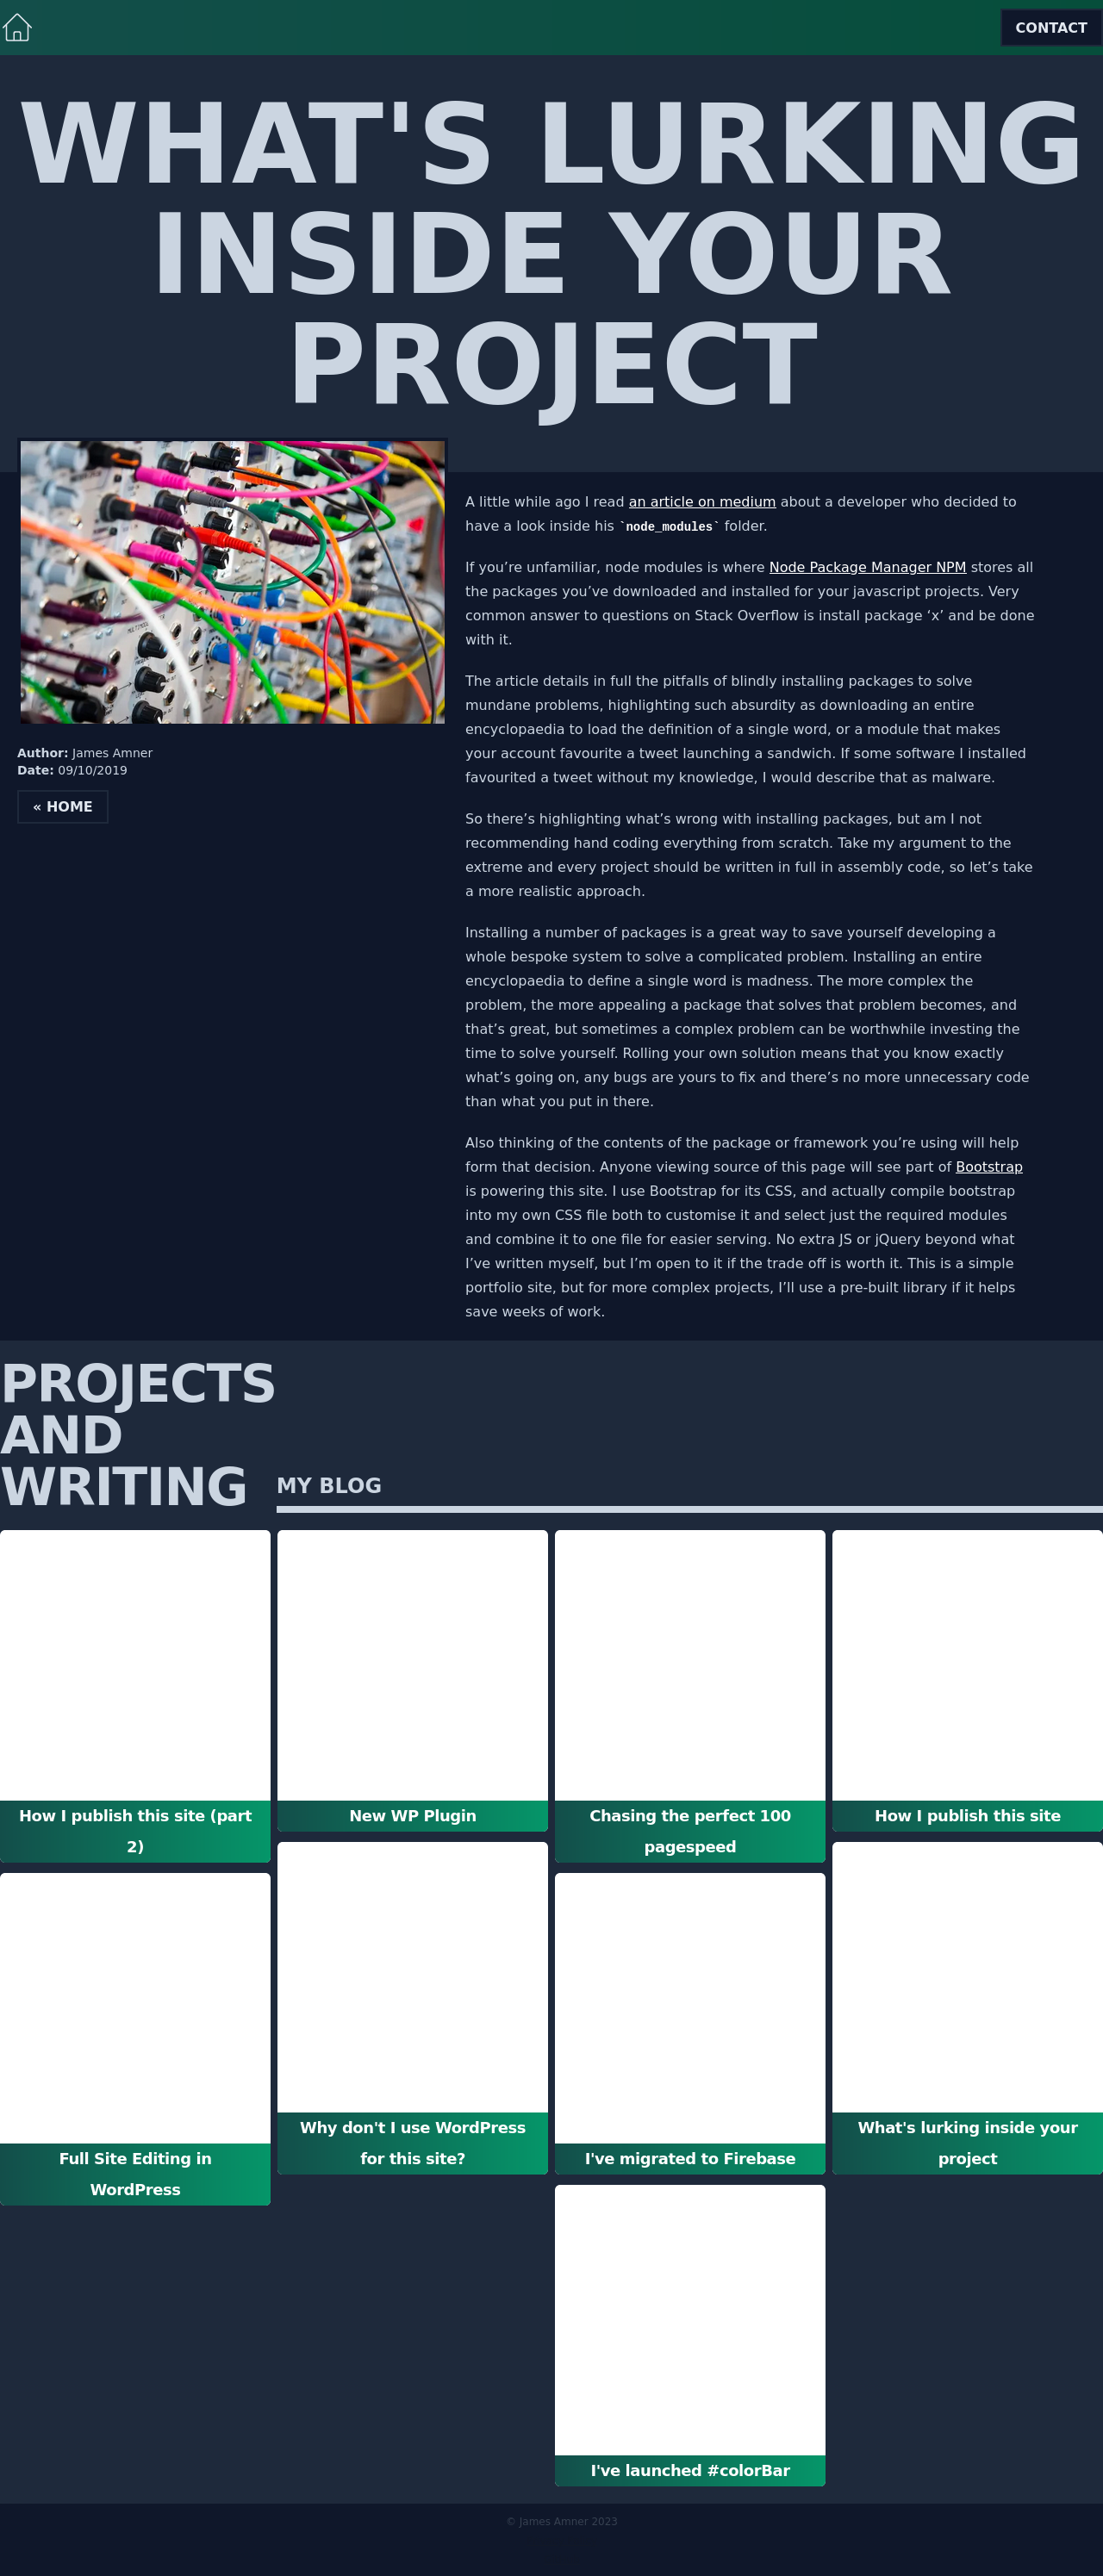 CONTACT
WHAT'S LURKING
INSIDE YOUR
PROJECT
Author: James Amner
Date: 09/10/2019
« HOME
A little while ago I read an article on medium about a developer who decided to
have a look inside his `node_modules` folder.
If you’re unfamiliar, node modules is where Node Package Manager NPM stores all
the packages you’ve downloaded and installed for your javascript projects. Very
common answer to questions on Stack Overflow is install package ‘x’ and be done
with it.
The article details in full the pitfalls of blindly installing packages to solve
mundane problems, highlighting such absurdity as downloading an entire
encyclopaedia to load the definition of a single word, or a module that makes
your account favourite a tweet launching a sandwich. If some software I installed
favourited a tweet without my knowledge, I would describe that as malware.
So there’s highlighting what’s wrong with installing packages, but am I not
recommending hand coding everything from scratch. Take my argument to the
extreme and every project should be written in full in assembly code, so let’s take
a more realistic approach.
Installing a number of packages is a great way to save yourself developing a
whole bespoke system to solve a complicated problem. Installing an entire
encyclopaedia to define a single word is madness. The more complex the
problem, the more appealing a package that solves that problem becomes, and
that’s great, but sometimes a complex problem can be worthwhile investing the
time to solve yourself. Rolling your own solution means that you know exactly
what’s going on, any bugs are yours to fix and there’s no more unnecessary code
than what you put in there.
Also thinking of the contents of the package or framework you’re using will help
form that decision. Anyone viewing source of this page will see part of Bootstrap
is powering this site. I use Bootstrap for its CSS, and actually compile bootstrap
into my own CSS file both to customise it and select just the required modules
and combine it to one file for easier serving. No extra JS or jQuery beyond what
I’ve written myself, but I’m open to it if the trade off is worth it. This is a simple
portfolio site, but for more complex projects, I’ll use a pre-built library if it helps
save weeks of work.
PROJECTS
AND
WRITING
MY BLOG
How I publish this site (part
2)
New WP Plugin
Chasing the perfect 100
pagespeed
How I publish this site
Full Site Editing in
WordPress
Why don't I use WordPress
for this site?
I've migrated to Firebase
What's lurking inside your
project
I've launched #colorBar
© James Amner 2023